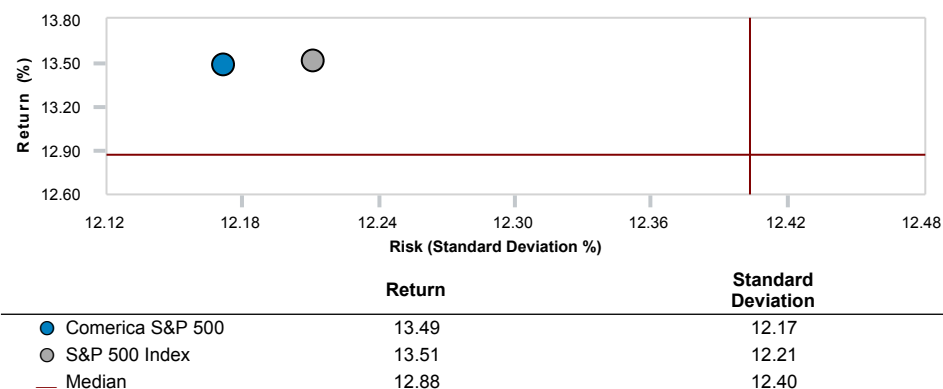 13.80
13.50
13.20
12.90
12.60
Return (%)
12.12 12.18 12.24 12.30 12.36 12.42 12.48
Risk (Standard Deviation %)
Return Standard
Deviation
Comerica S&P 500 13.49 12.17
S&P 500 Index 13.51 12.21
Median 12.88 12.40